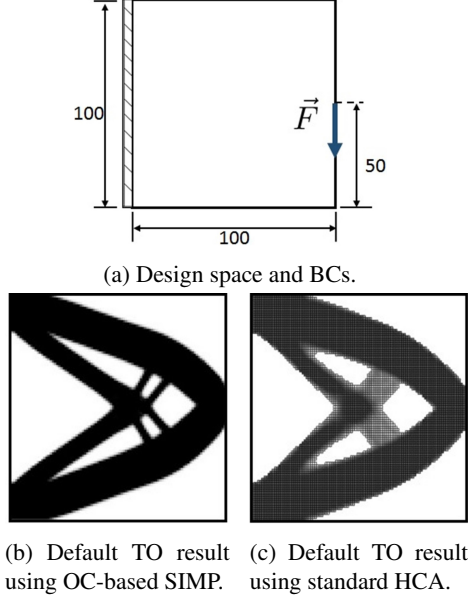 100
F
50
100
(a) Design space and BCs.
(b) Default TO result
using OC-based SIMP.
(c) Default TO result
using standard HCA.